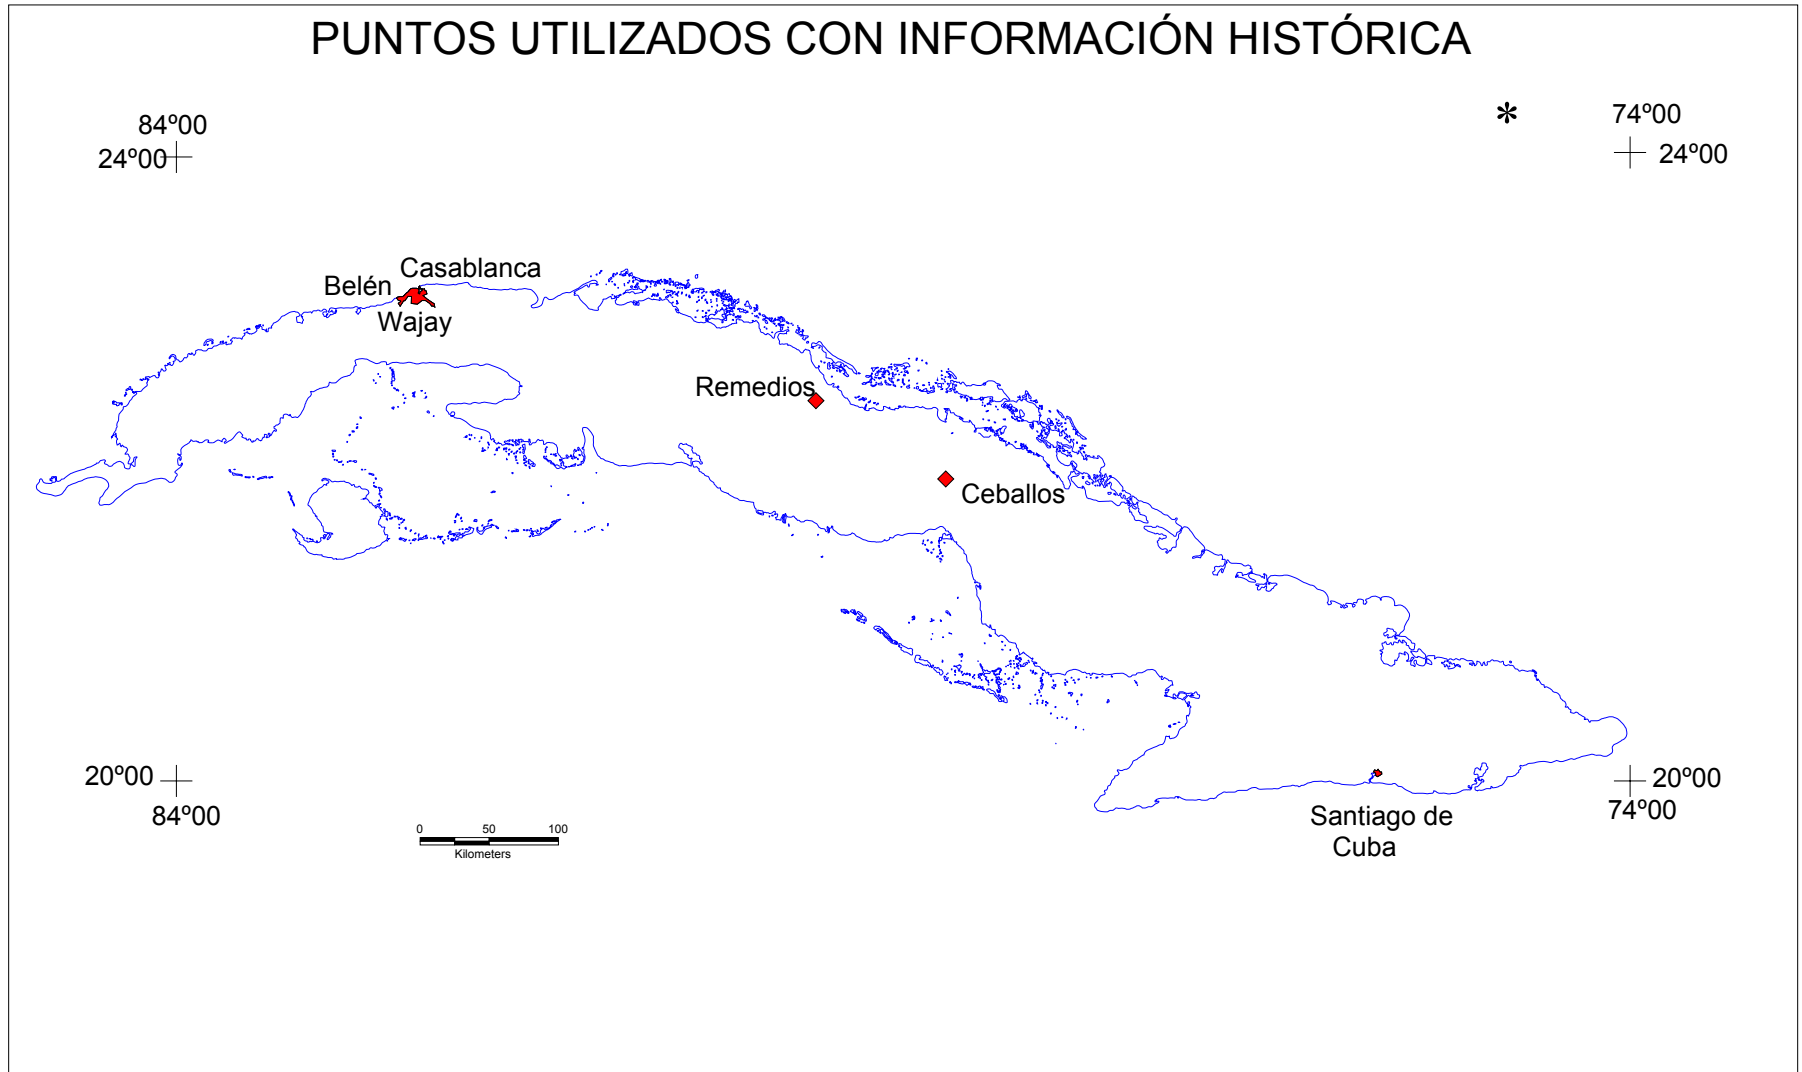 PUNTOS UTILIZADOS CON INFORMACIÓN HISTÓRICA
*
84º00
74º00
24º00
24º00
Casablanca
Belén
Wajay
Remedios
Ceballos
20º00
20º00
84º00
74º00
Santiago de
Cuba
0 50 100
Kilometers